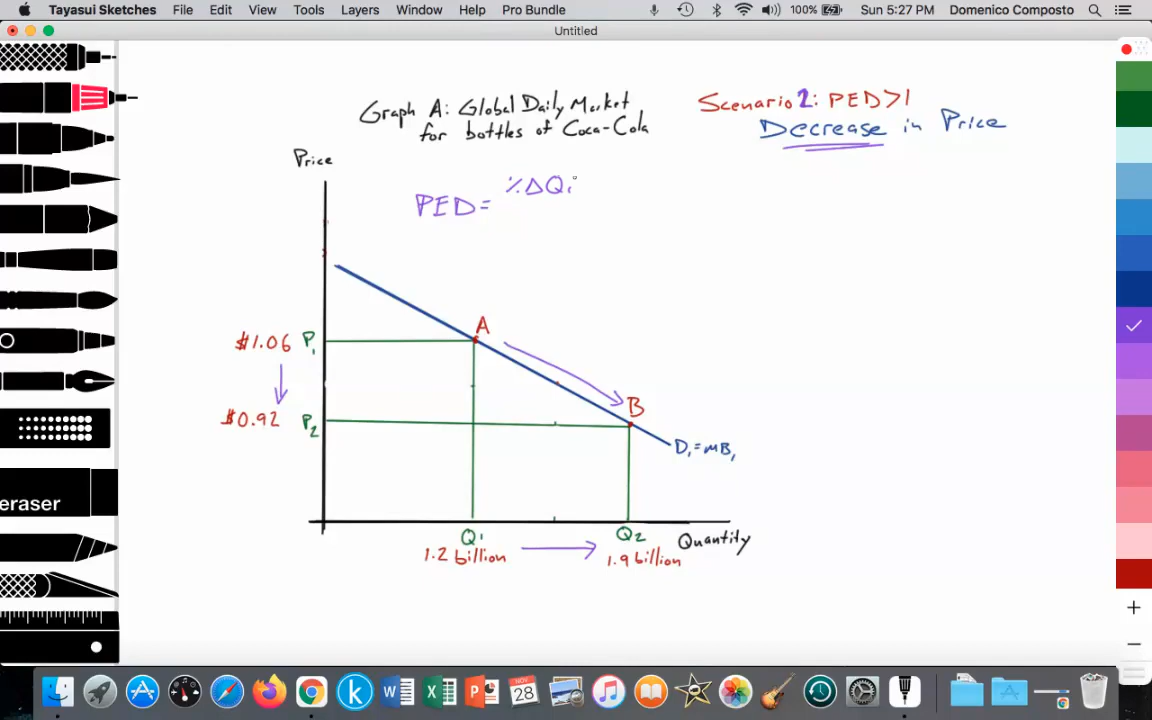 Tayasui Sketches File Edit View Tools Layers Window Help Pro Bundle 100% Sun 5:27 PM Domenico Composto
Untitled
Graph A: Global Daily Market
for bottles of Coca-Cola
Scenario 2: PED>1
Decrease in Price
Price
PED= %ΔQ
A
$1.06 P₁
B
$0.92 P₂
D₁=MB₁
eraser
Q₁ Q₂ Quantity
1.2 billion 1.9 billion
NOV
28